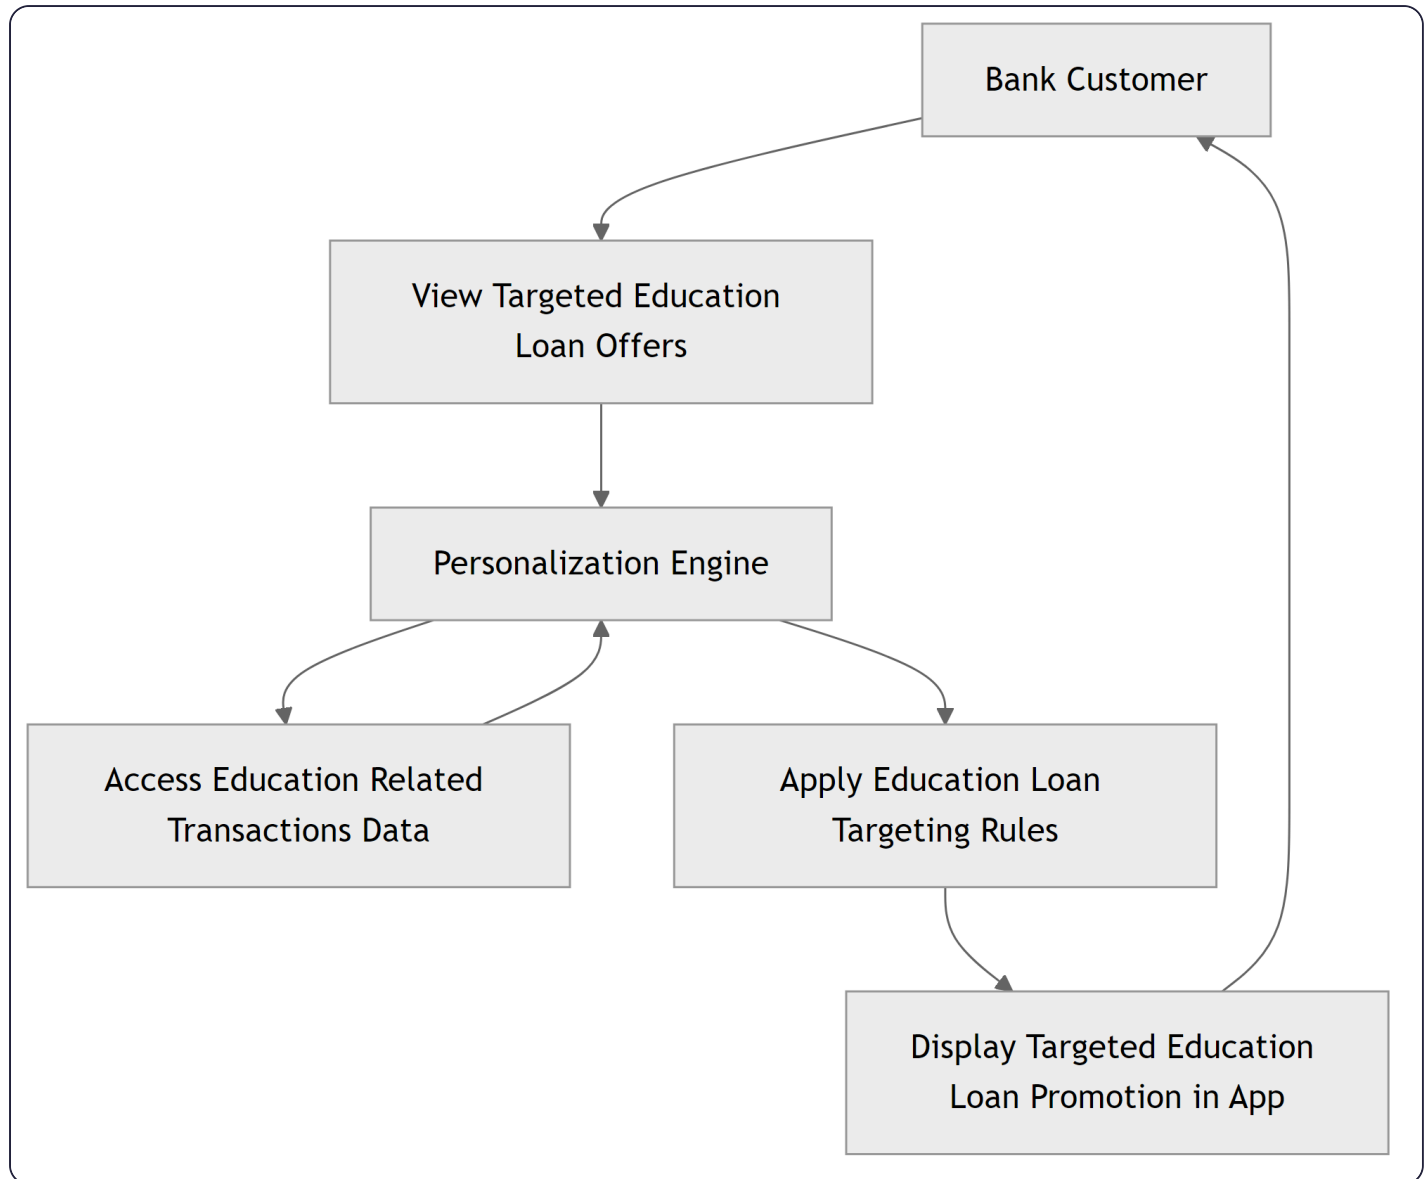 Bank Customer
View Targeted Education
Loan Offers
Personalization Engine
Access Education Related
Transactions Data
Apply Education Loan
Targeting Rules
Display Targeted Education
Loan Promotion in App